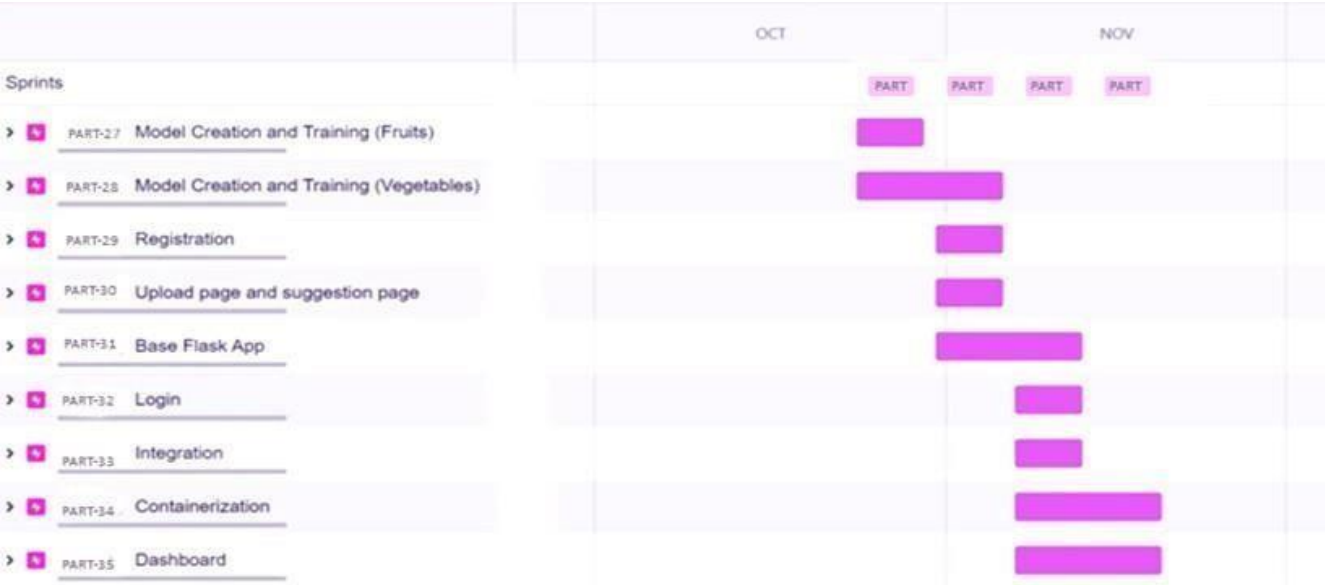 OCT NOV
Sprints PART PART PART PART
PART-27 Model Creation and Training (Fruits)
PART-28 Model Creation and Training (Vegetables)
PART-29 Registration
PART-30 Upload page and suggestion page
PART-31 Base Flask App
PART-32 Login
PART-33 Integration
PART-34 Containerization
PART-35 Dashboard